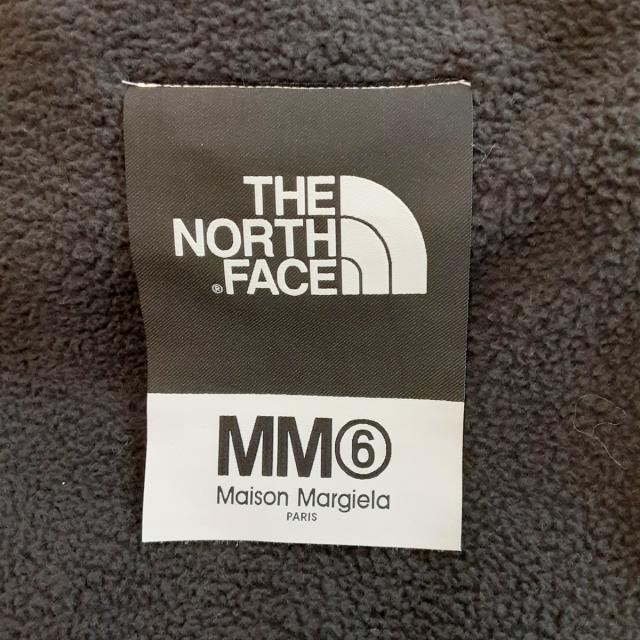 THE
NORTH
®FACE
MM⑥
Maison Margiela
PARIS